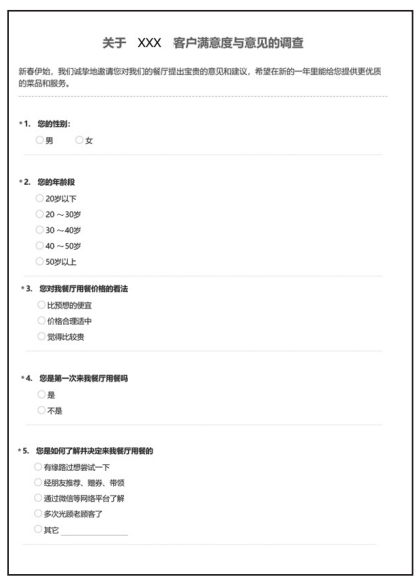 关于 XXX 客户满意度与意见的调查
新春伊始，我们诚挚地邀请您对我们的餐厅提出宝贵的意见和建议，希望在新的一年里能给您提供更优质
的菜品和服务。
*1. 您的性别：
男 女
*2. 您的年龄段
20岁以下
20 ～30岁
30 ～40岁
40 ～50岁
50岁以上
*3. 您对我餐厅用餐价格的看法
比预想的便宜
价格合理适中
觉得比较贵
*4. 您是第一次来我餐厅用餐吗
是
不是
*5. 您是如何了解并决定来我餐厅用餐的
有缘路过想尝试一下
经朋友推荐、赠券、带领
通过微信等网络平台了解
多次光顾老顾客了
其它 ____________